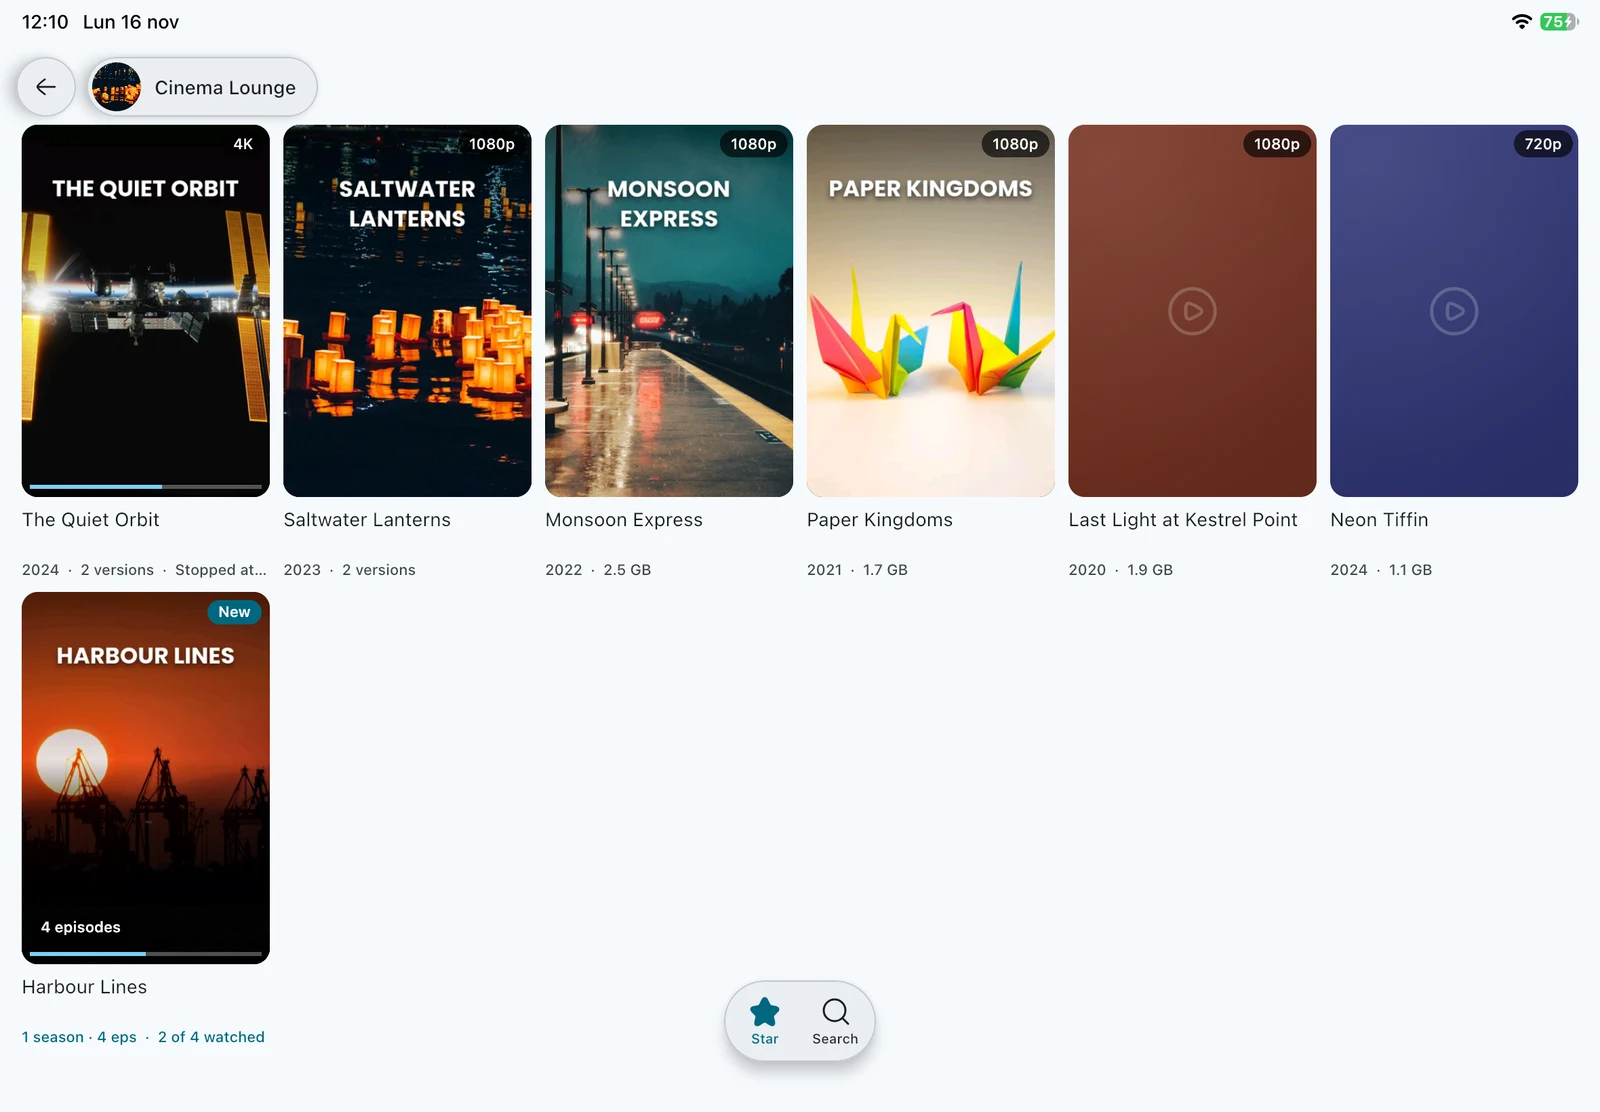 12:10 Lun 16 nov
75
Cinema Lounge
4K
THE QUIET ORBIT
1080p
SALTWATER
LANTERNS
1080p
MONSOON
EXPRESS
1080p
PAPER KINGDOMS
1080p
720p
The Quiet Orbit
2024 · 2 versions · Stopped at...
Saltwater Lanterns
2023 · 2 versions
Monsoon Express
2022 · 2.5 GB
Paper Kingdoms
2021 · 1.7 GB
Last Light at Kestrel Point
2020 · 1.9 GB
Neon Tiffin
2024 · 1.1 GB
New
HARBOUR LINES
4 episodes
Harbour Lines
1 season · 4 eps · 2 of 4 watched
Star
Search